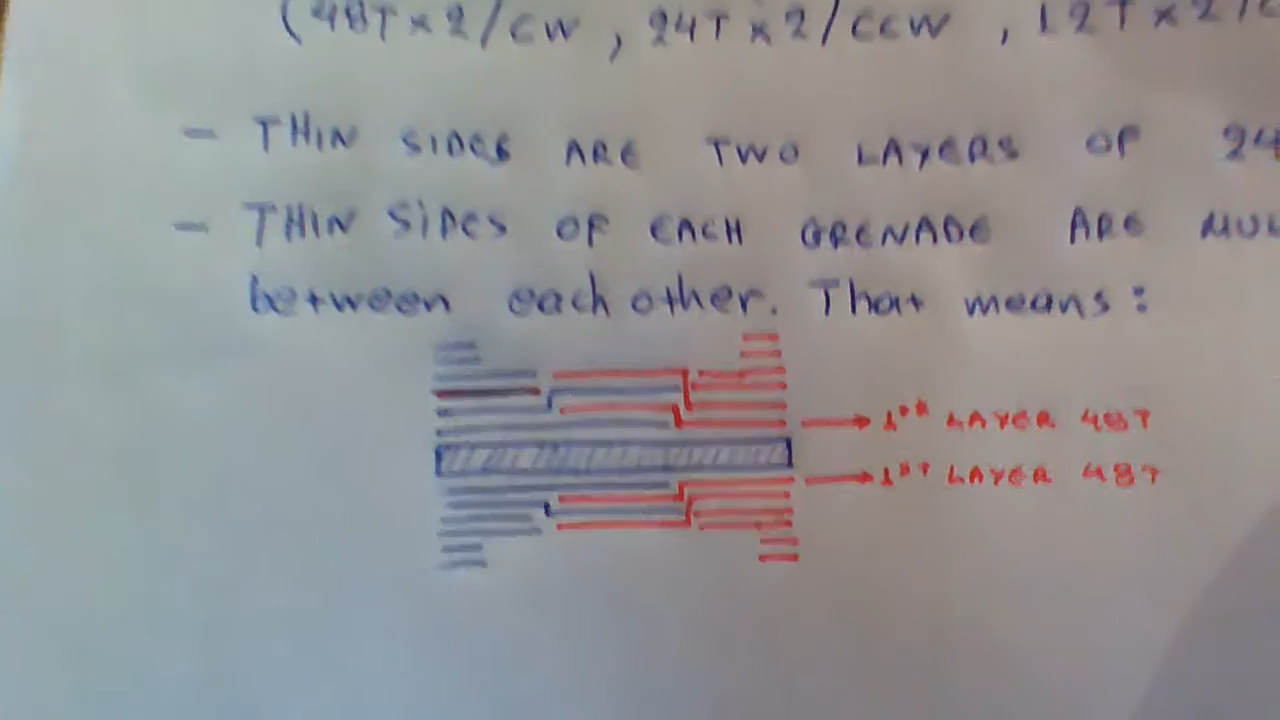 (48T x 2/CW, 24T x 2/CCW, 12T x 2/C
- THIN SIDES ARE TWO LAYERS OF 24
- THIN SIDES OF EACH GRENADE ARE
between each other. That means:
1st LAYER 48T
1st LAYER 48T